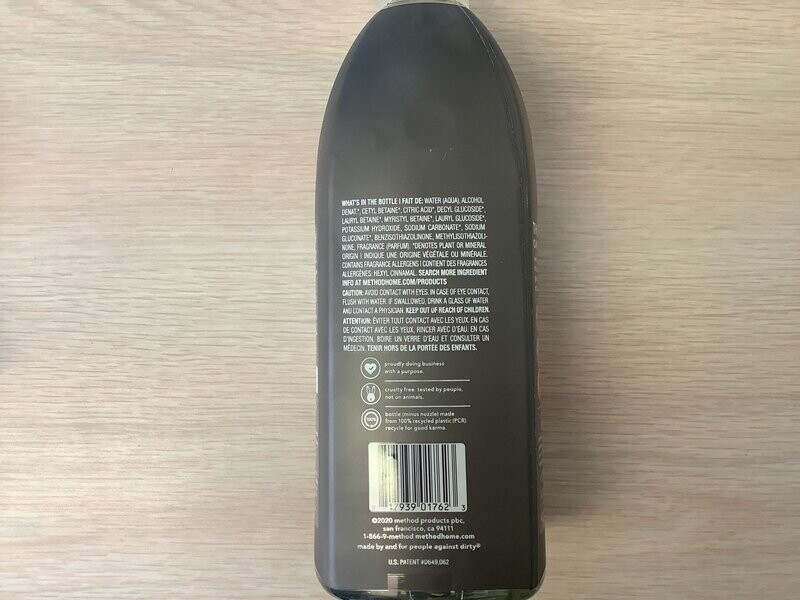 WHAT'S IN THE BOTTLE | FAIT DE: WATER (AQUA), ALCOHOL
DENAT.*, CETYL BETAINE*, CITRIC ACID*, DECYL GLUCOSIDE*,
LAURYL BETAINE*, MYRISTYL BETAINE*, LAURYL GLUCOSIDE*,
POTASSIUM HYDROXIDE, SODIUM CARBONATE*, SODIUM
GLUCONATE*, BENZISOTHIAZOLINONE, METHYLISOTHIAZOLI-
NONE, FRAGRANCE (PARFUM). *DENOTES PLANT OR MINERAL
ORIGIN | INDIQUE UNE ORIGINE VÉGÉTALE OU MINÉRALE.
CONTAINS FRAGRANCE ALLERGENS | CONTIENT DES FRAGRANCES
ALLERGÈNES: HEXYL CINNAMAL. SEARCH MORE INGREDIENT
INFO AT METHODHOME.COM/PRODUCTS
CAUTION: AVOID CONTACT WITH EYES. IN CASE OF EYE CONTACT,
FLUSH WITH WATER. IF SWALLOWED, DRINK A GLASS OF WATER
AND CONTACT A PHYSICIAN. KEEP OUT OF REACH OF CHILDREN.
ATTENTION: ÉVITER TOUT CONTACT AVEC LES YEUX. EN CAS
DE CONTACT AVEC LES YEUX, RINCER AVEC D'EAU. EN CAS
D'INGESTION, BOIRE UN VERRE D'EAU ET CONSULTER UN
MÉDECIN. TENIR HORS DE LA PORTÉE DES ENFANTS.
proudly doing business
with a purpose.
cruelty free. tested by people,
not on animals.
100%
bottle (minus nozzle) made
from 100% recycled plastic (PCR).
recycle for good karma.
17939 01762 3
©2020 method products pbc,
san francisco, ca 94111
1-866-9-method methodhome.com
made by and for people against dirty®
U.S. PATENT #D649,062